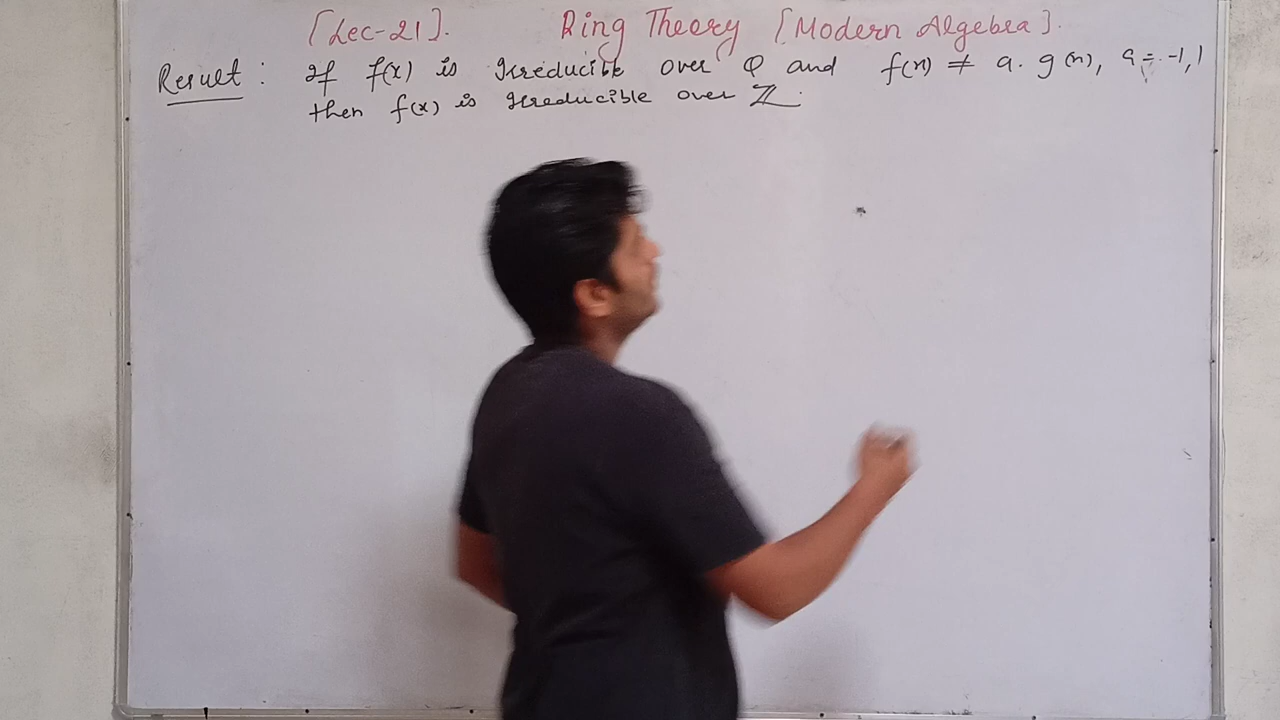 [Lec-21]. Ring Theory [Modern Algebra].
Result : If f(x) is Irreducible over Q and f(x) ≠ a. g(x), a = -1, 1
then f(x) is Irreducible over ℤ.